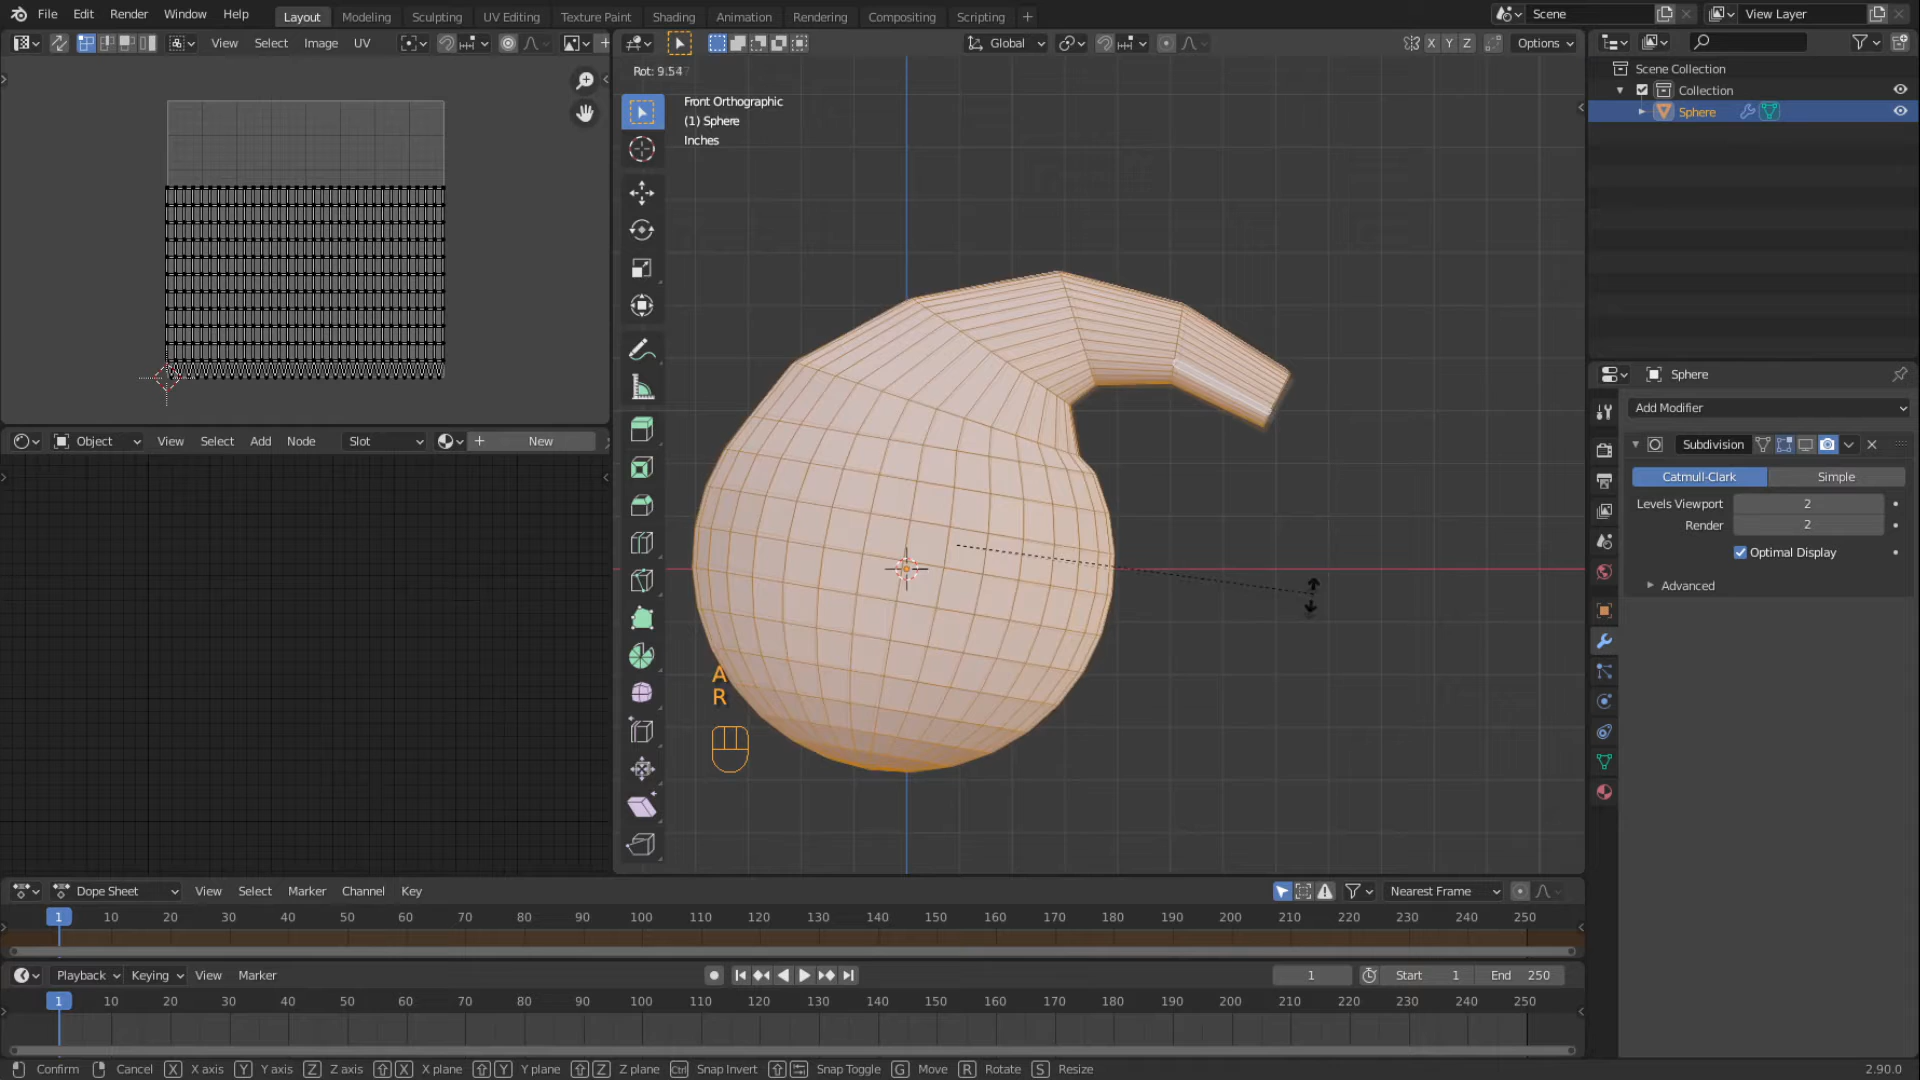 File Edit Render Window Help Layout Modeling Sculpting UV Editing Texture Paint Shading Animation Rendering Compositing Scripting + Scene View Layer
View Select Image UV Global X Y Z Options
Rot: 9.547
Front Orthographic
(1) Sphere
Inches
Scene Collection
Collection
Sphere
Sphere
Add Modifier
Subdivision
Catmull-Clark Simple
Levels Viewport 2
Render 2
Optimal Display
Advanced
A
R
Object View Select Add Node Slot New
Dope Sheet View Select Marker Channel Key Nearest Frame
1 10 20 30 40 50 60 70 80 90 100 110 120 130 140 150 160 170 180 190 200 210 220 230 240 250
Playback Keying View Marker 1 Start 1 End 250
1 10 20 30 40 50 60 70 80 90 100 110 120 130 140 150 160 170 180 190 200 210 220 230 240 250
Confirm Cancel X X axis Y Y axis Z Z axis X X plane Y Y plane Z Z plane Ctrl Snap Invert Snap Toggle G Move R Rotate S Resize 2.90.0